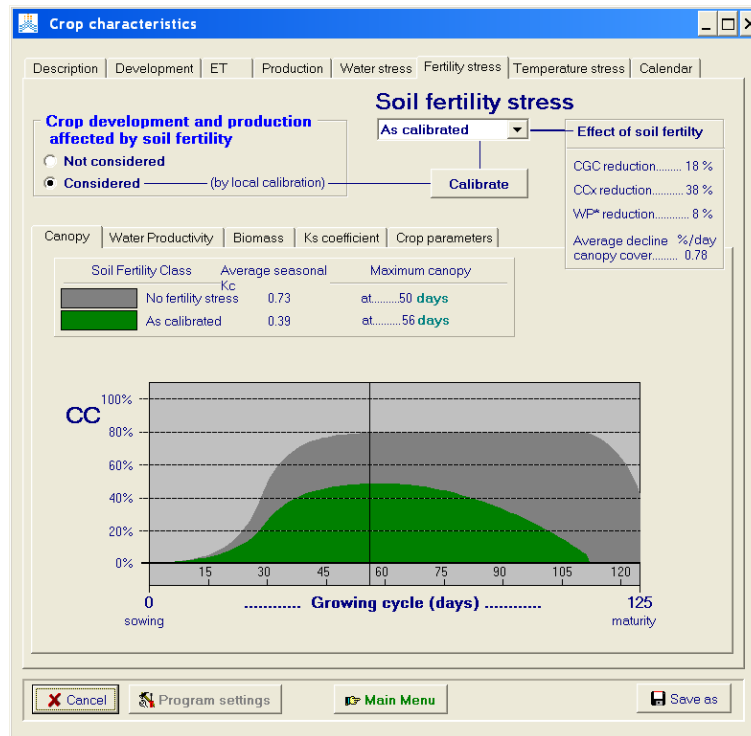 Crop characteristics
Description Development ET Production Water stress Fertility stress Temperature stress Calendar
Soil fertility stress
Crop development and production
affected by soil fertility
Not considered
Considered (by local calibration)
As calibrated
Calibrate
Effect of soil fertilty
CGC reduction...... 18 %
CCx reduction.......... 38 %
WP* reduction.......... 8 %
Average decline %/day
canopy cover........ 0.78
Canopy Water Productivity Biomass Ks coefficient Crop parameters
Soil Fertility Class Average seasonal Maximum canopy
Kc
No fertility stress 0.73 at.........50 days
As calibrated 0.39 at.........56 days
CC
100%
80%
60%
40%
20%
0%
15 30 45 60 75 90 105 120
0 ............ Growing cycle (days) ............ 125
sowing maturity
Cancel Program settings Main Menu Save as